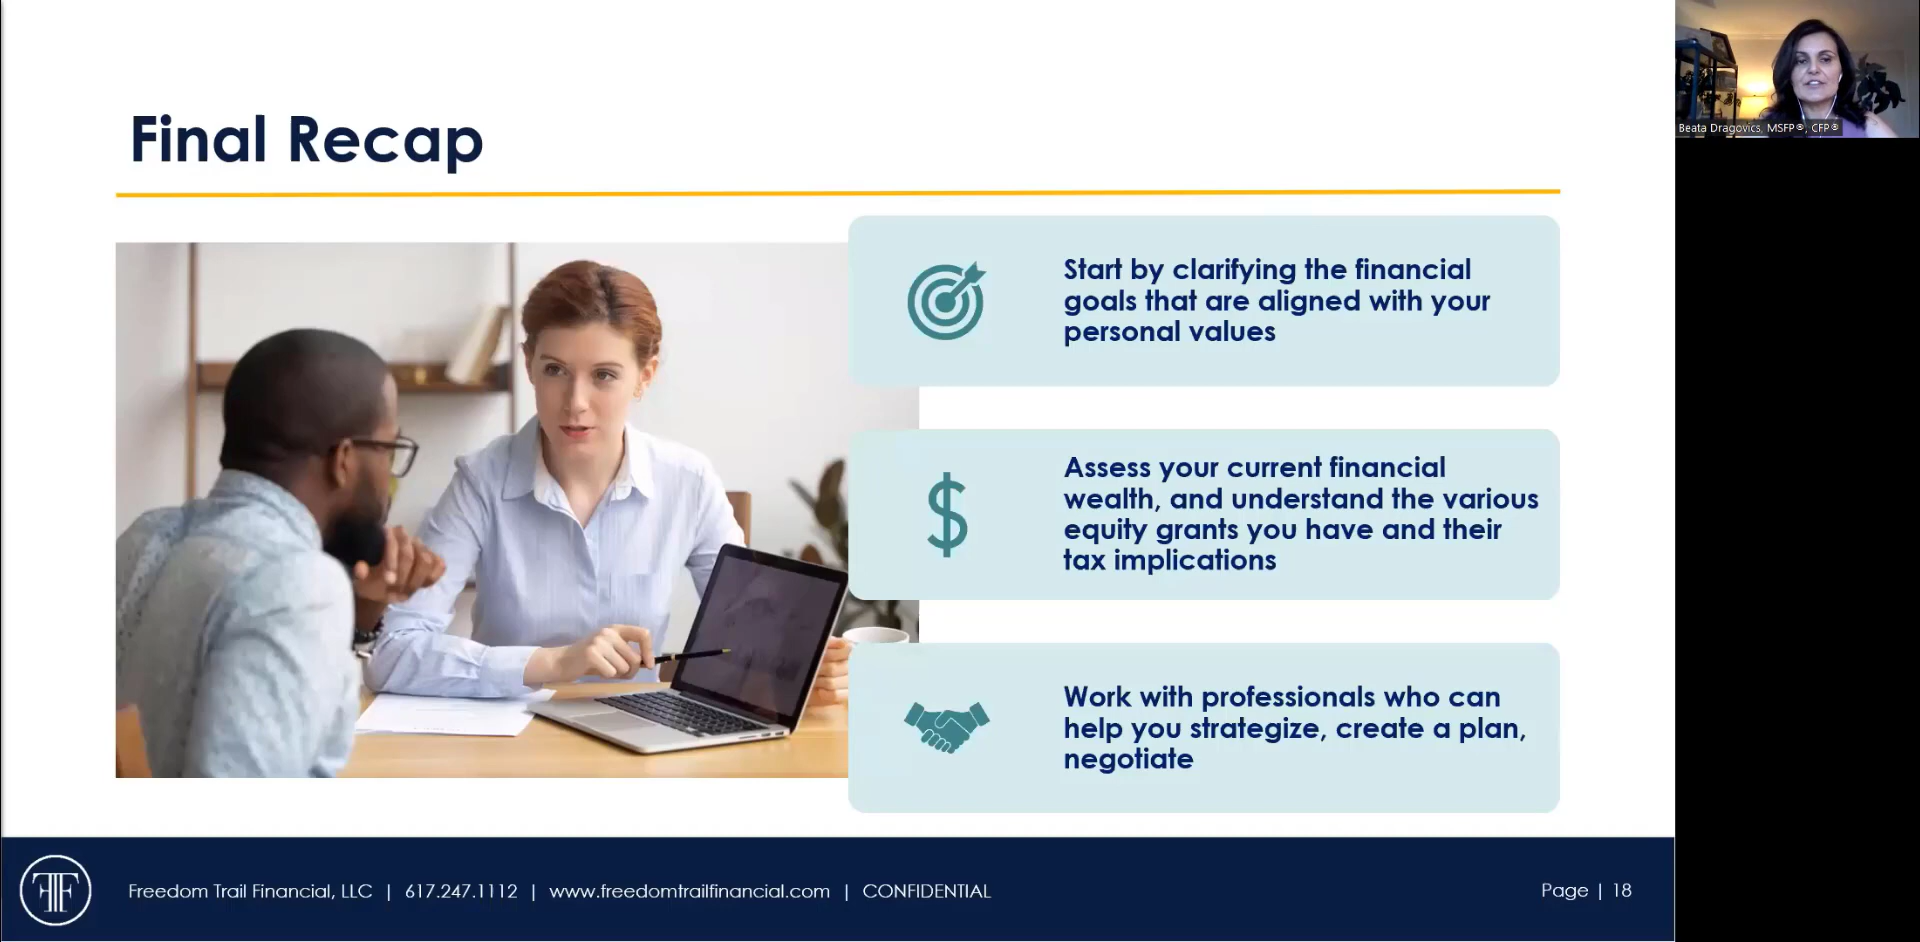 Final Recap
Start by clarifying the financial
goals that are aligned with your
personal values
Assess your current financial
wealth, and understand the various
equity grants you have and their
tax implications
Work with professionals who can
help you strategize, create a plan,
negotiate
Freedom Trail Financial, LLC | 617.247.1112 | www.freedomtrailfinancial.com | CONFIDENTIAL
Page | 18
Beata Dragovics, MSFP®, CFP®